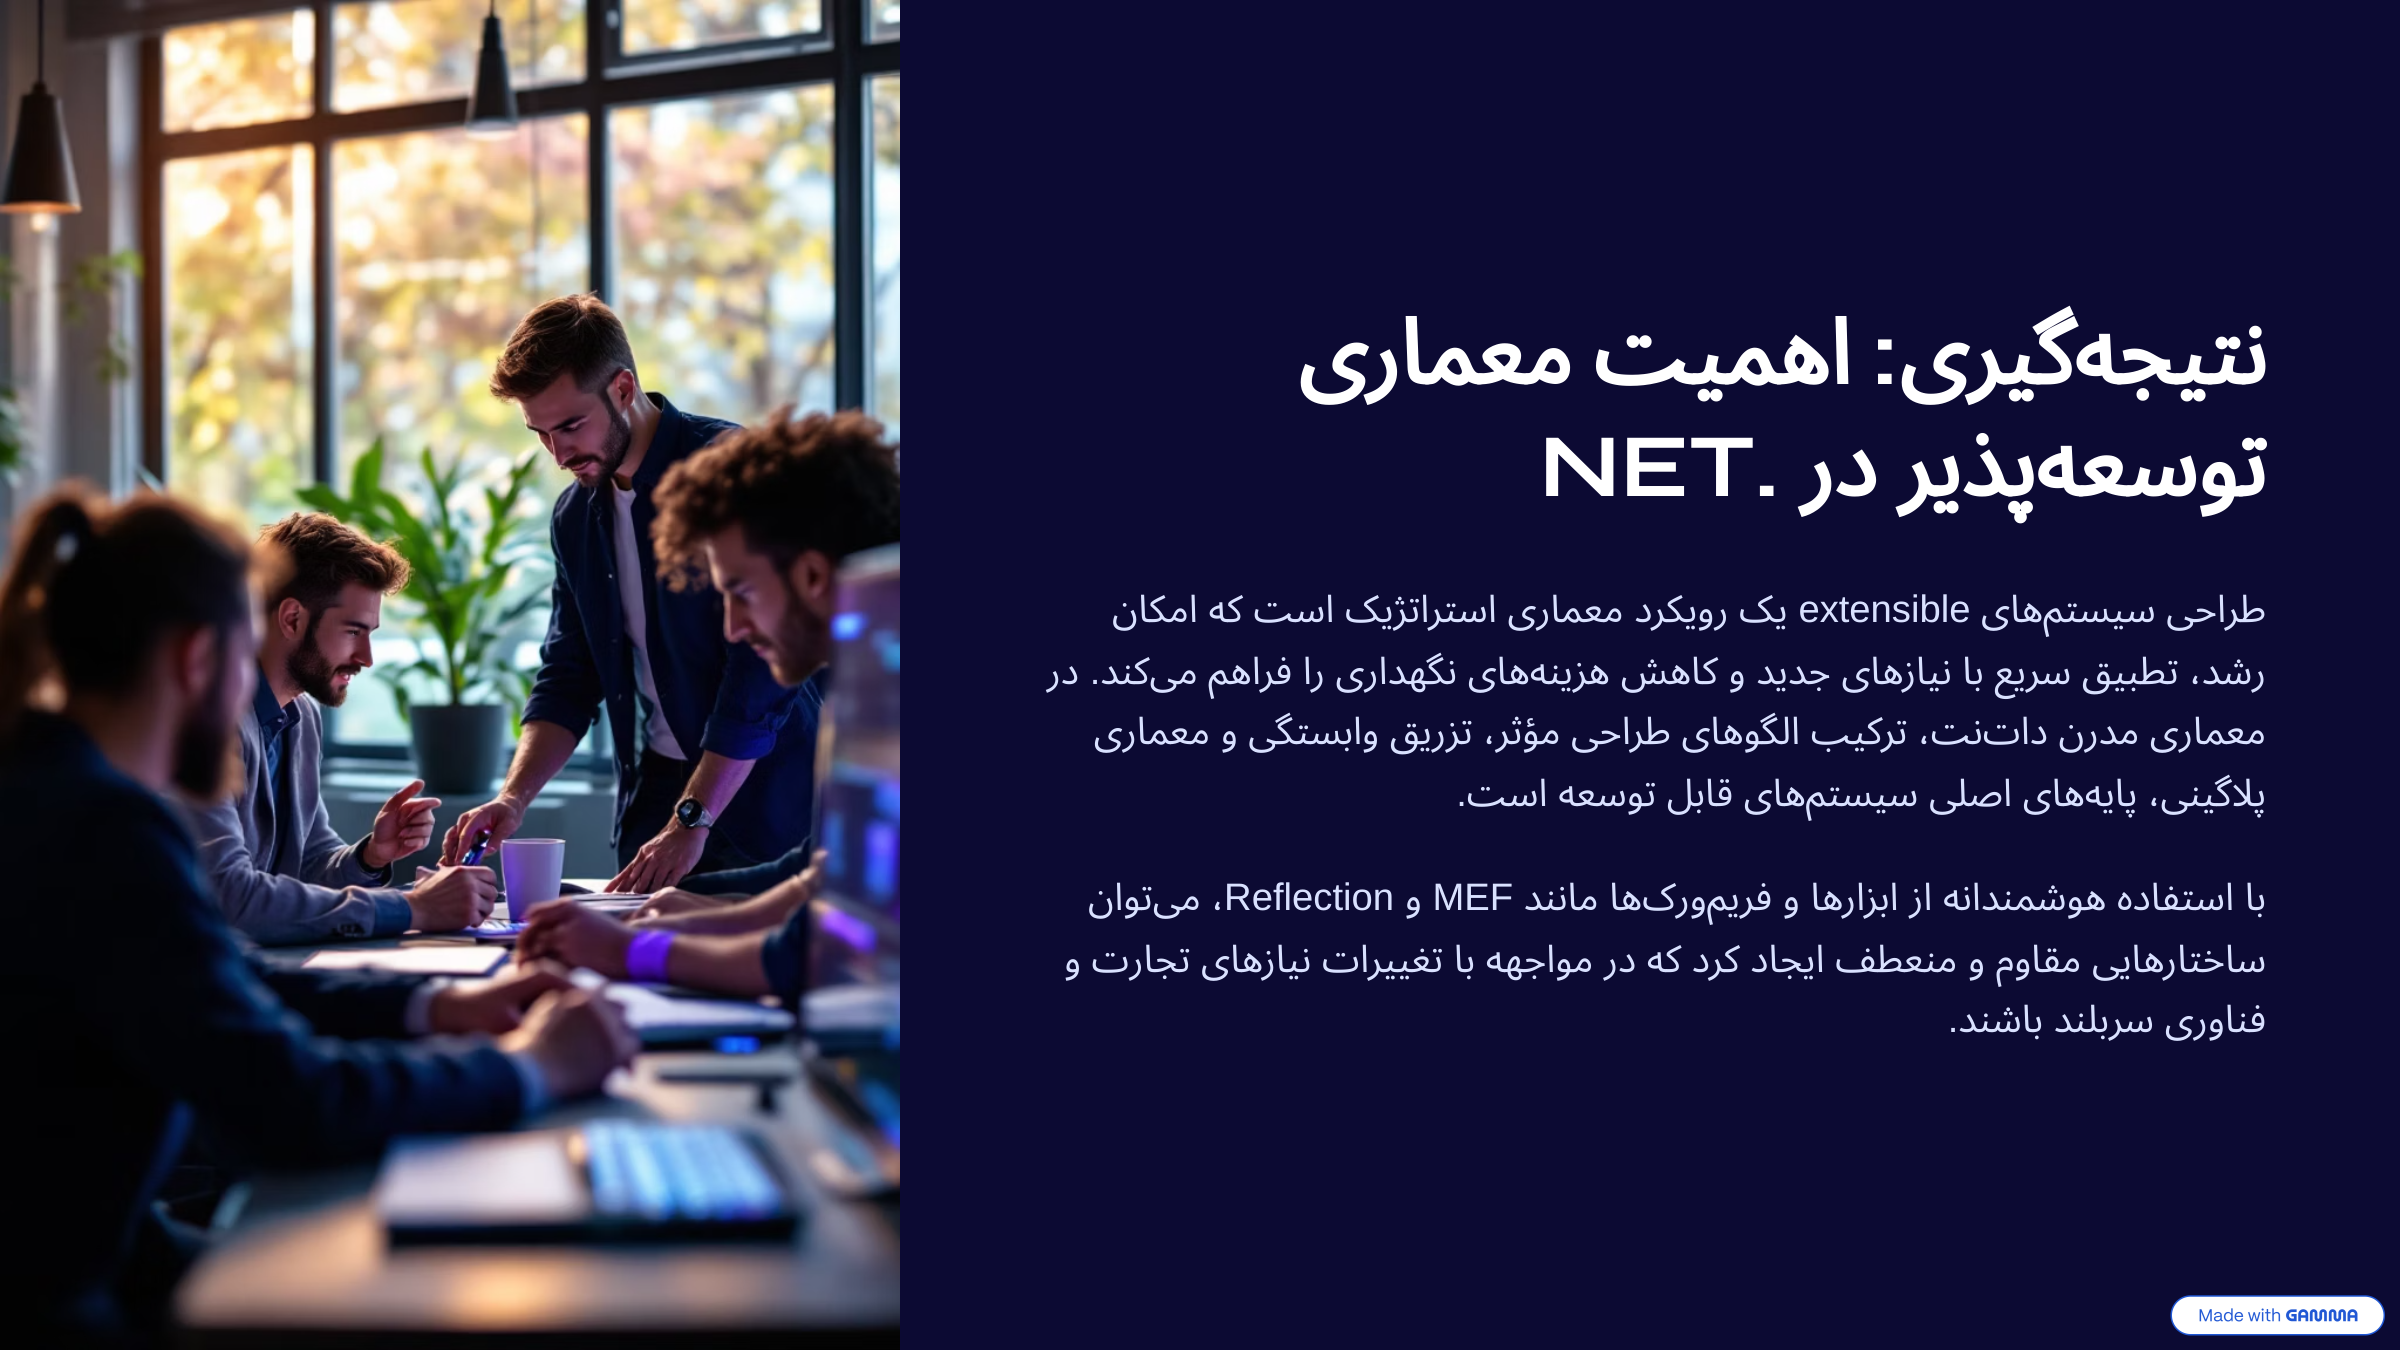 نتیجه‌گیری: اهمیت معماری
توسعه‌پذیر در .NET
طراحی سیستم‌های extensible یک رویکرد معماری استراتژیک است که امکان
رشد، تطبیق سریع با نیازهای جدید و کاهش هزینه‌های نگهداری را فراهم می‌کند. در
معماری مدرن دات‌نت، ترکیب الگوهای طراحی مؤثر، تزریق وابستگی و معماری
پلاگینی، پایه‌های اصلی سیستم‌های قابل توسعه است.
با استفاده هوشمندانه از ابزارها و فریم‌ورک‌ها مانند MEF و Reflection، می‌توان
ساختارهایی مقاوم و منعطف ایجاد کرد که در مواجهه با تغییرات نیازهای تجارت و
فناوری سربلند باشند.
Made with GAMMA